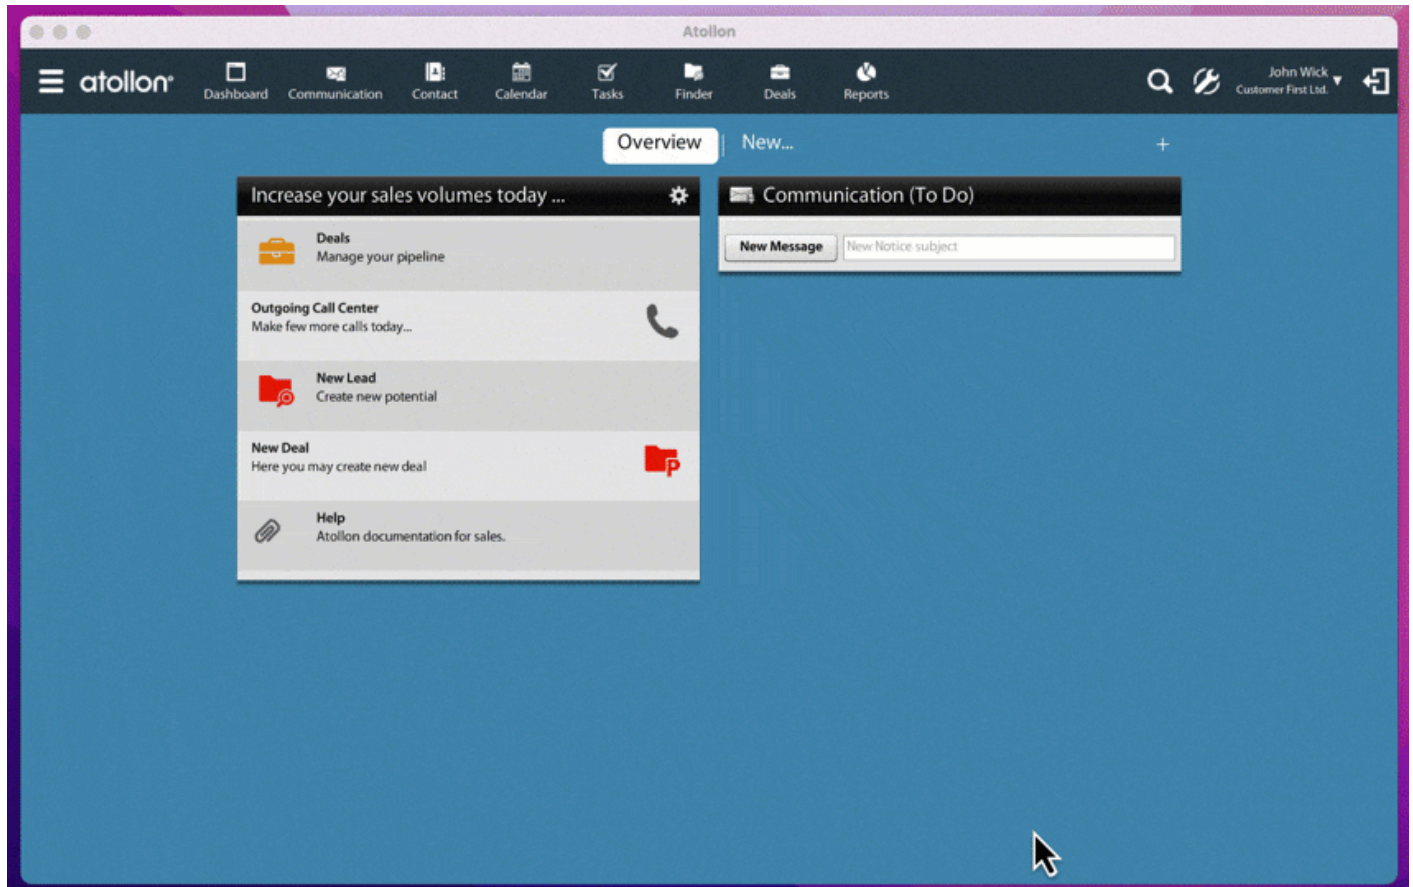 Atollon
atollon®
Dashboard
Communication
Contact
Calendar
Tasks
Finder
Deals
Reports
John Wick
Customer First Ltd.
Overview
New...
+
Increase your sales volumes today ...
Deals
Manage your pipeline
Outgoing Call Center
Make few more calls today...
New Lead
Create new potential
New Deal
Here you may create new deal
P
Help
Atollon documentation for sales.
Communication (To Do)
New Message
New Notice subject